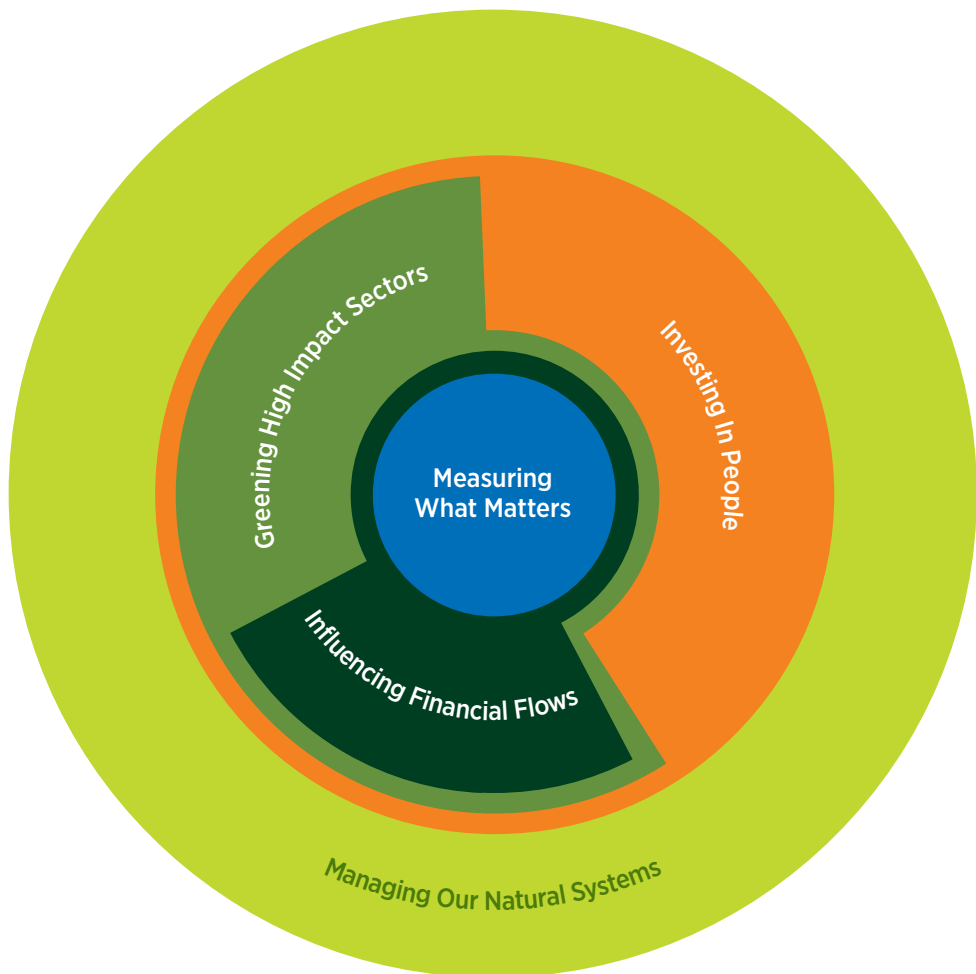 Greening High Impact Sectors
Investing In People
Measuring
What Matters
Influencing Financial Flows
Managing Our Natural Systems